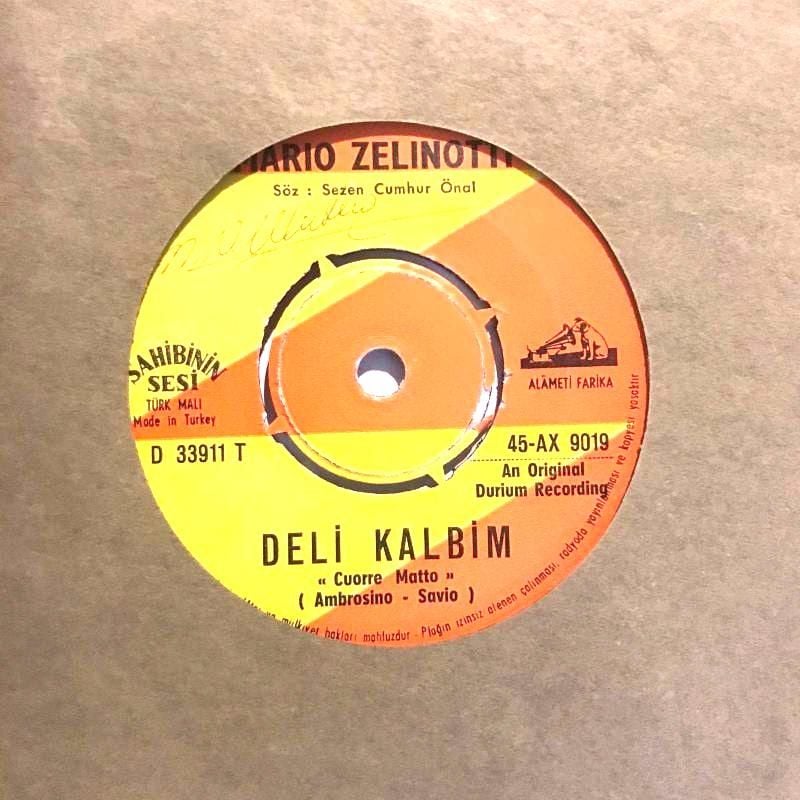 MARIO ZELINOTTI
Söz : Sezen Cumhur Önal
SAHİBİNİN
SESİ
TÜRK MALI
Made in Turkey
D 33911 T
ALÂMETİ FARİKA
45-AX 9019
An Original
Durium Recording
DELİ KALBİM
« Cuorre Matto »
( Ambrosino - Savio )
ve mülkiyet hakları mahfuzdur - Plağın izinsiz alenen çalınması, radyoda yayınlanması ve kopyesi yasaktır